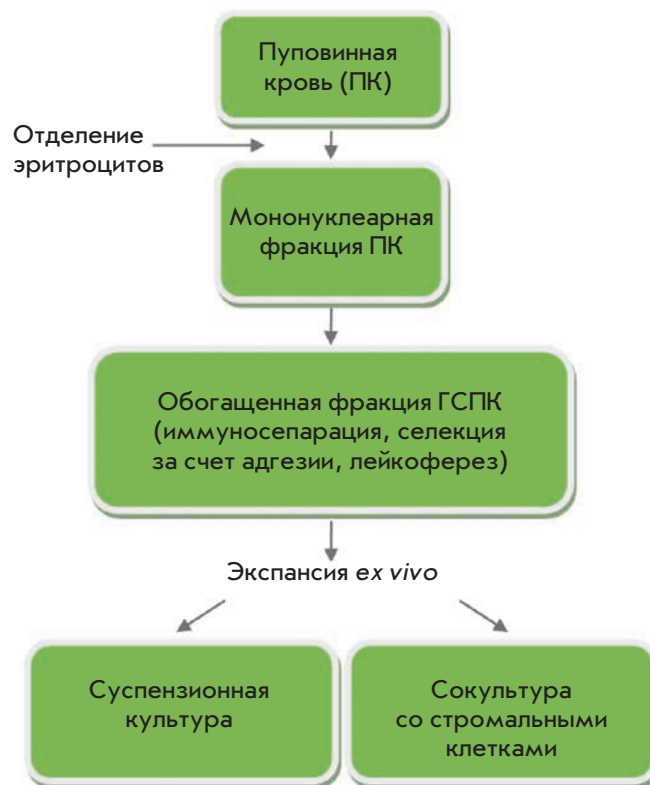 Пуповинная
кровь (ПК)
Отделение
эритроцитов
Мононуклеарная
фракция ПК
Обогащенная фракция ГСПК
(иммуносепарация, селекция
за счет адгезии, лейкоферез)
Экспансия ex vivo
Суспензионная
культура
Сокультура
со стромальными
клетками